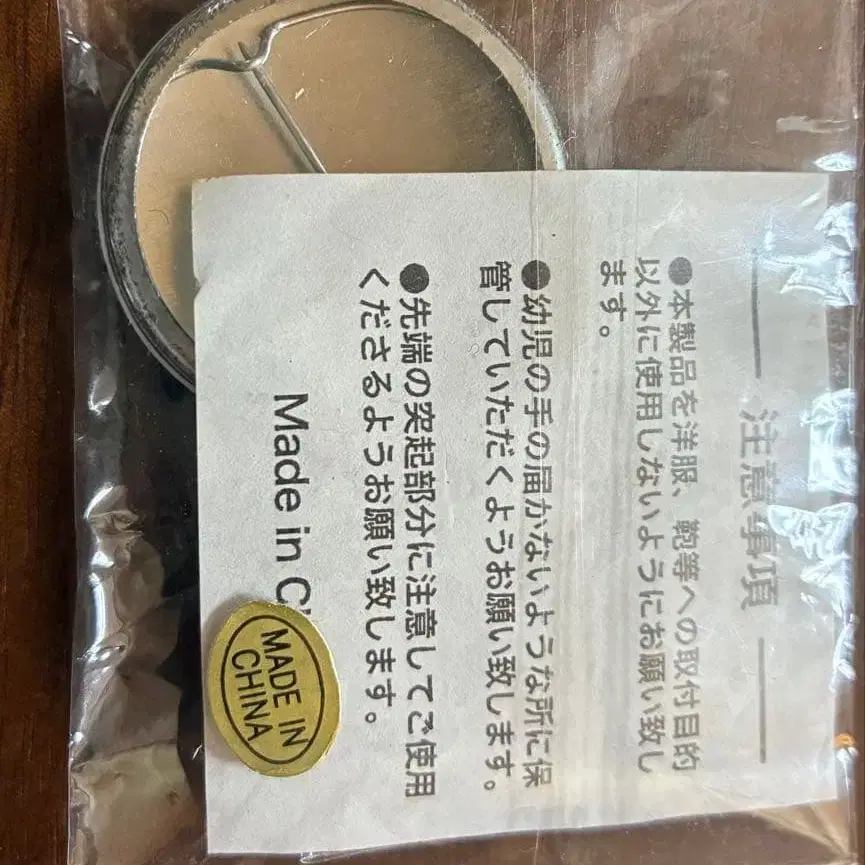 注意事項
●本製品を洋服、鞄等への取付目的
以外に使用しないようにお願い致し
ます。
●幼児の手の届かないような所に保
管していただくようお願い致します。
●先端の突起部分に注意してご使用
くださるようお願い致します。
Made in
MADE IN
CHINA